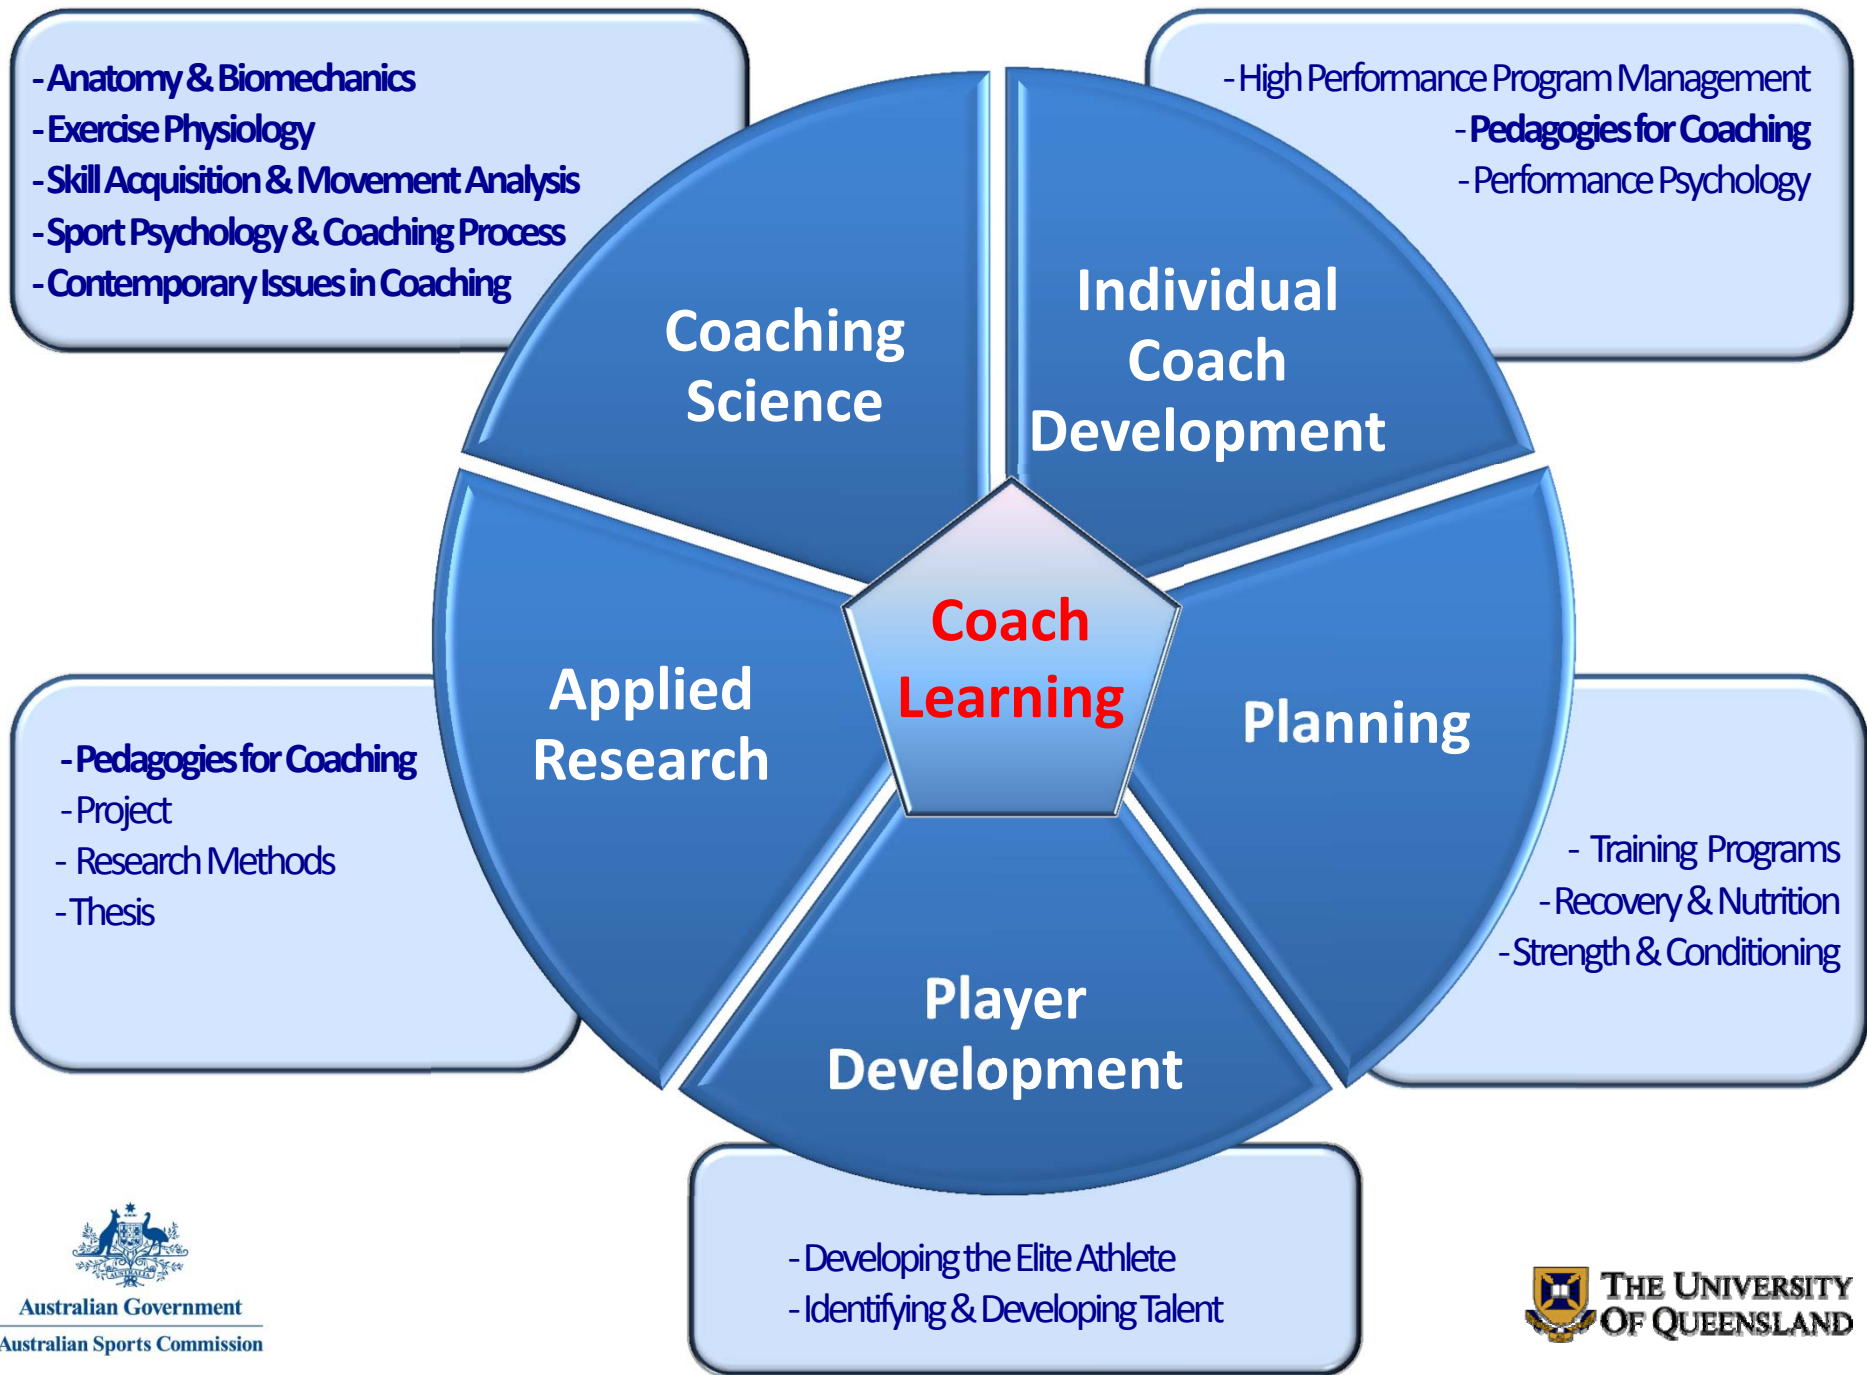 - Anatomy & Biomechanics
- Exercise Physiology
- Skill Acquisition & Movement Analysis
- Sport Psychology & Coaching Process
- Contemporary Issues in Coaching
- High Performance Program Management
- Pedagogies for Coaching
- Performance Psychology
Coaching
Science
Individual
Coach
Development
Coach
Learning
Applied
Research
Planning
Player
Development
- Pedagogies for Coaching
- Project
- Research Methods
- Thesis
- Training Programs
- Recovery & Nutrition
- Strength & Conditioning
- Developing the Elite Athlete
- Identifying & Developing Talent
AUSTRALIA
Australian Government
Australian Sports Commission
THE UNIVERSITY
OF QUEENSLAND